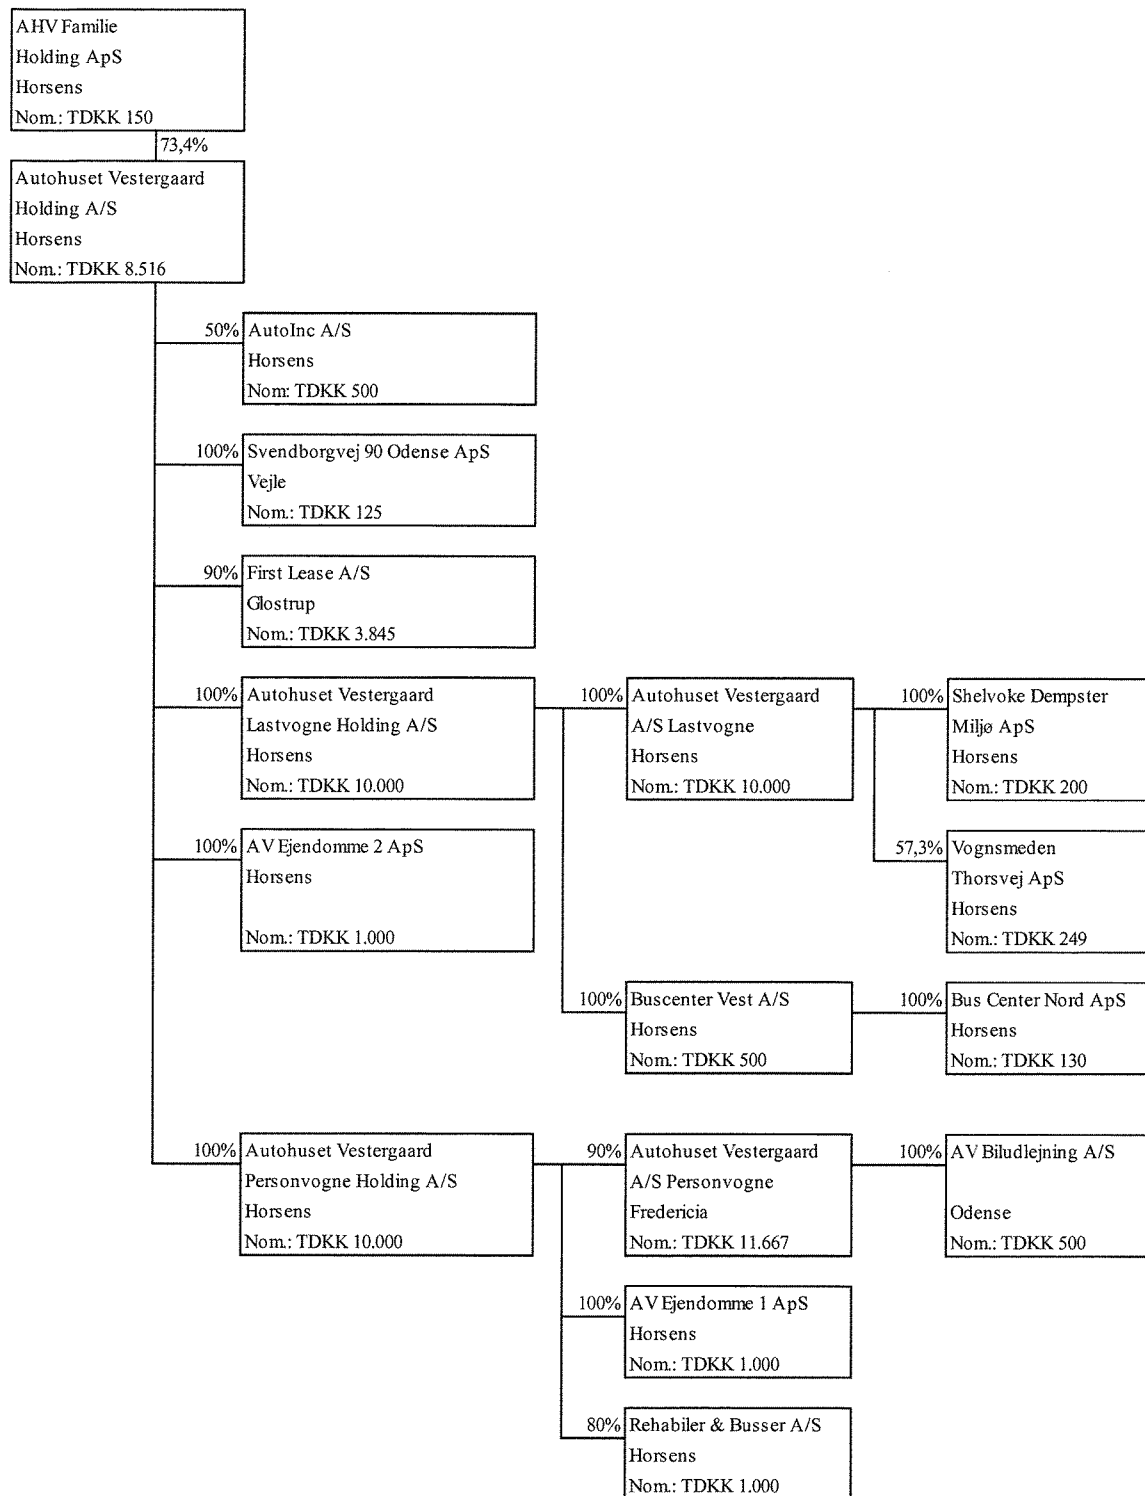 AHV Familie
Holding ApS
Horsens
Nom.: TDKK 150
73,4%
Autohuset Vestergaard
Holding A/S
Horsens
Nom.: TDKK 8.516
50%
AutoInc A/S
Horsens
Nom: TDKK 500
100%
Svendborgvej 90 Odense ApS
Vejle
Nom.: TDKK 125
90%
First Lease A/S
Glostrup
Nom.: TDKK 3.845
100%
Autohuset Vestergaard
Lastvogne Holding A/S
Horsens
Nom.: TDKK 10.000
100%
Autohuset Vestergaard
A/S Lastvogne
Horsens
Nom.: TDKK 10.000
100%
Shelvoke Dempster
Miljø ApS
Horsens
Nom.: TDKK 200
57,3%
Vognsmeden
Thorsvej ApS
Horsens
Nom.: TDKK 249
100%
AV Ejendomme 2 ApS
Horsens
Nom.: TDKK 1.000
100%
Buscenter Vest A/S
Horsens
Nom.: TDKK 500
100%
Bus Center Nord ApS
Horsens
Nom.: TDKK 130
100%
Autohuset Vestergaard
Personvogne Holding A/S
Horsens
Nom.: TDKK 10.000
90%
Autohuset Vestergaard
A/S Personvogne
Fredericia
Nom.: TDKK 11.667
100%
AV Biludlejning A/S
Odense
Nom.: TDKK 500
100%
AV Ejendomme 1 ApS
Horsens
Nom.: TDKK 1.000
80%
Rehabiler & Busser A/S
Horsens
Nom.: TDKK 1.000